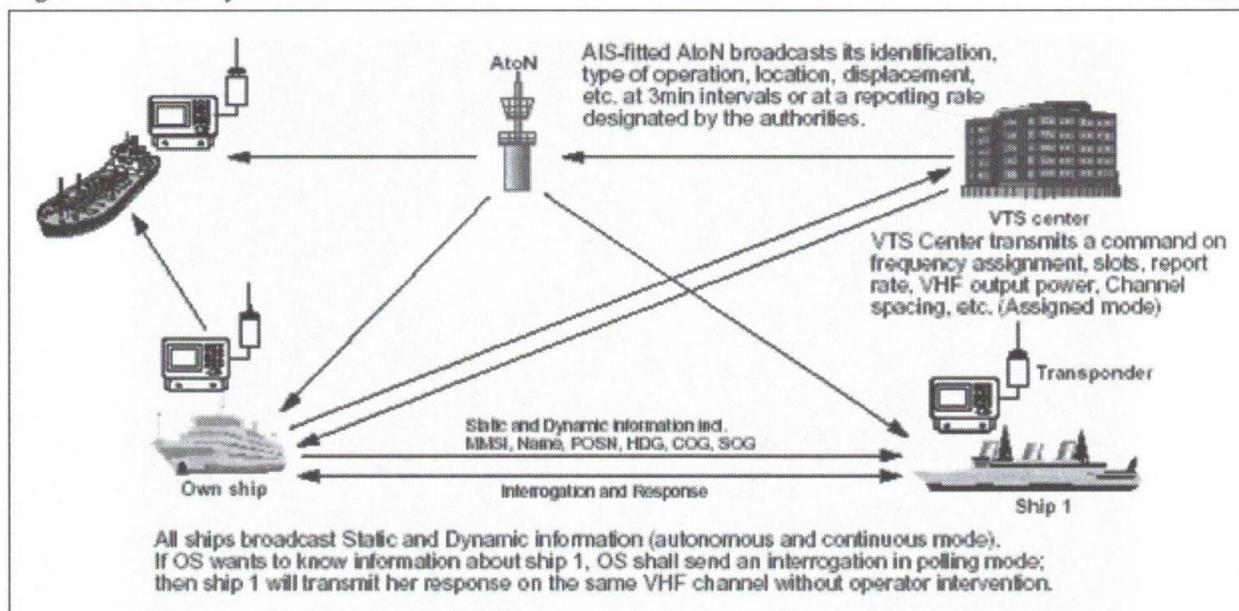 AtoN
AIS-fitted AtoN broadcasts its identification,
type of operation, location, displacement,
etc. at 3min intervals or at a reporting rate
designated by the authorities.
VTS center
VTS Center transmits a command on
frequency assignment, slots, report
rate, VHF output power, Channel
spacing, etc. (Assigned mode)
Transponder
Static and Dynamic information incl.
MMSI, Name, POSN, HDG, COG, SOG
Interrogation and Response
Own ship
Ship 1
All ships broadcast Static and Dynamic information (autonomous and continuous mode).
If OS wants to know information about ship 1, OS shall send an interrogation in polling mode;
then ship 1 will transmit her response on the same VHF channel without operator intervention.